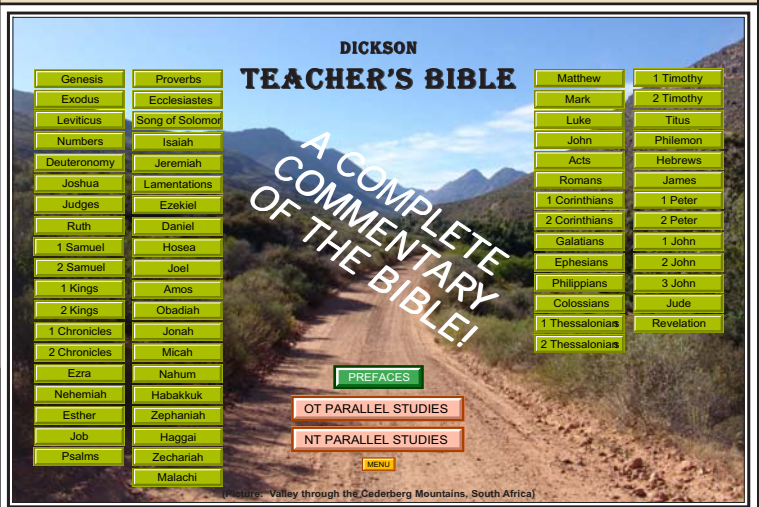 DICKSON
TEACHER'S BIBLE
A COMPLETE
COMMENTARY
OF THE BIBLE!
Genesis
Exodus
Leviticus
Numbers
Deuteronomy
Joshua
Judges
Ruth
1 Samuel
2 Samuel
1 Kings
2 Kings
1 Chronicles
2 Chronicles
Ezra
Nehemiah
Esther
Job
Psalms
Proverbs
Ecclesiastes
Song of Solomon
Isaiah
Jeremiah
Lamentations
Ezekiel
Daniel
Hosea
Joel
Amos
Obadiah
Jonah
Micah
Nahum
Habakkuk
Zephaniah
Haggai
Zechariah
Malachi
Matthew
Mark
Luke
John
Acts
Romans
1 Corinthians
2 Corinthians
Galatians
Ephesians
Philippians
Colossians
1 Thessalonians
2 Thessalonians
1 Timothy
2 Timothy
Titus
Philemon
Hebrews
James
1 Peter
2 Peter
1 John
2 John
3 John
Jude
Revelation
PREFACES
OT PARALLEL STUDIES
NT PARALLEL STUDIES
MENU
(Picture: Valley through the Cederberg Mountains, South Africa)